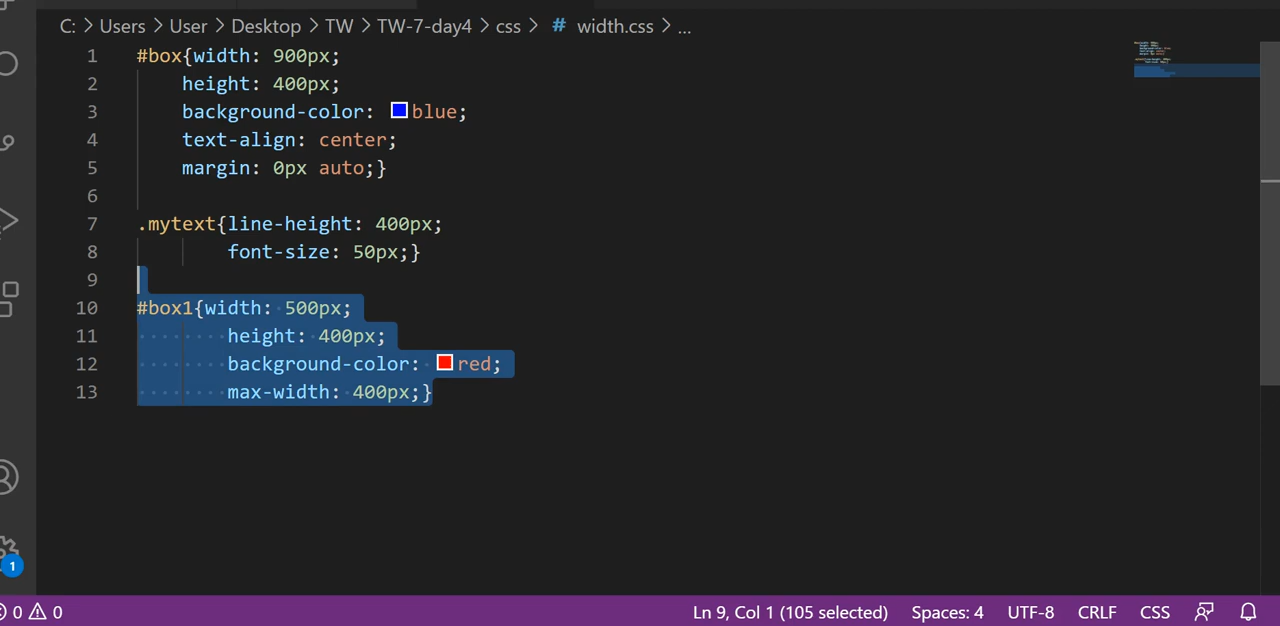 C: > Users > User > Desktop > TW > TW-7-day4 > css > # width.css > ...
1 #box{width: 900px;
2 height: 400px;
3 background-color: blue;
4 text-align: center;
5 margin: 0px auto;}
6
7 .mytext{line-height: 400px;
8 font-size: 50px;}
9
10 #box1{width: 500px;
11 height: 400px;
12 background-color: red;
13 max-width: 400px;}
1
0 0 Ln 9, Col 1 (105 selected) Spaces: 4 UTF-8 CRLF CSS